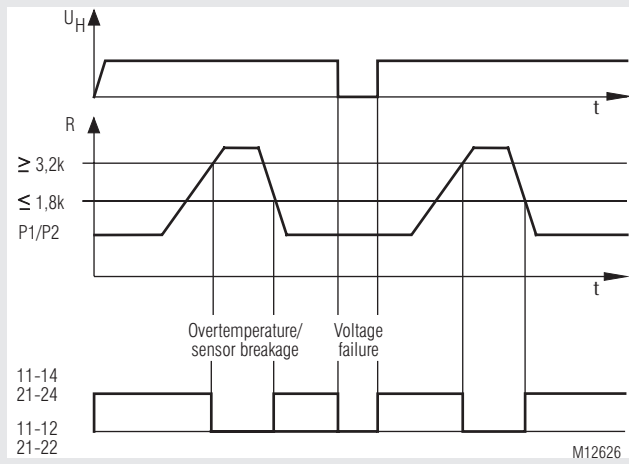 UH
t
R
≥ 3,2k
≤ 1,8k
P1/P2
t
Overtemperature/
sensor breakage
Voltage
failure
11-14
21-24
11-12
21-22
M12626